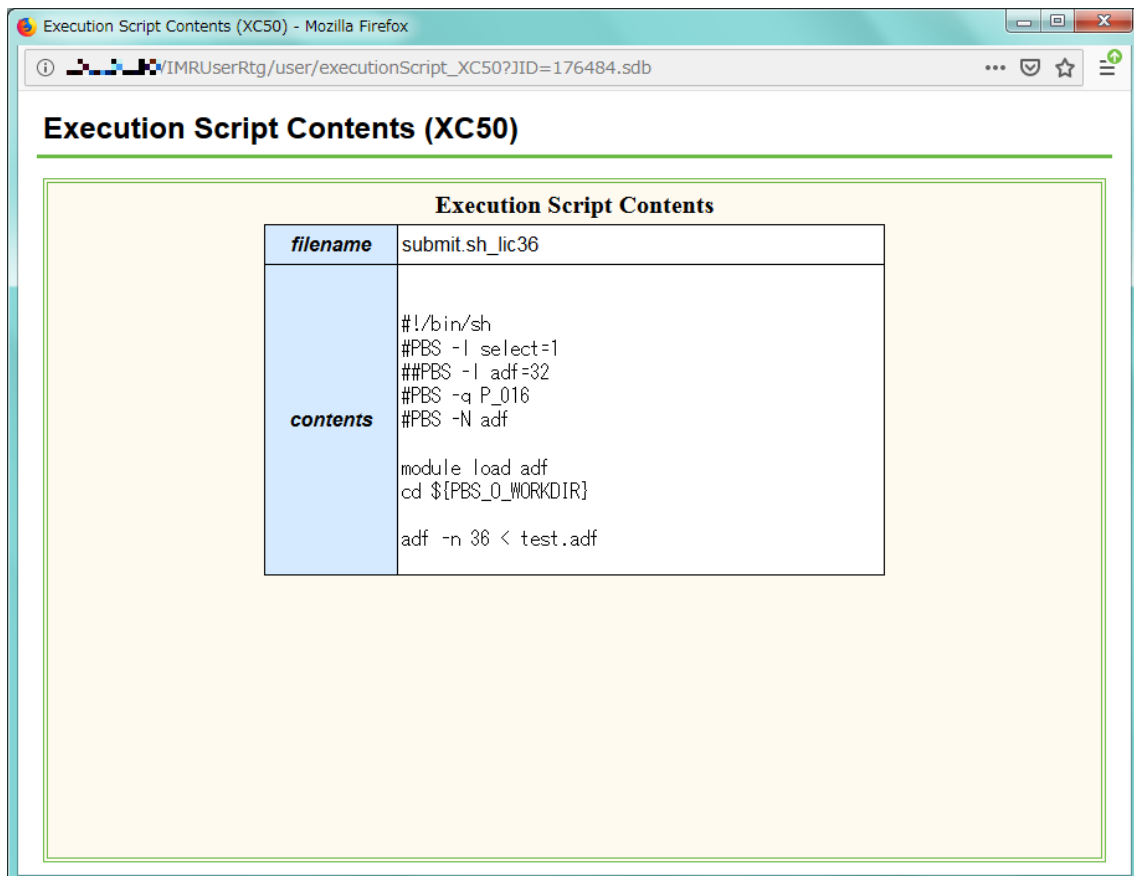 Execution Script Contents (XC50) - Mozilla Firefox
/IMRUserRtg/user/executionScript_XC50?JID=176484.sdb
Execution Script Contents (XC50)
Execution Script Contents
filename submit.sh_lic36
contents
#!/bin/sh
#PBS -l select=1
##PBS -l adf=32
#PBS -q P_016
#PBS -N adf
module load adf
cd ${PBS_O_WORKDIR}
adf -n 36 < test.adf